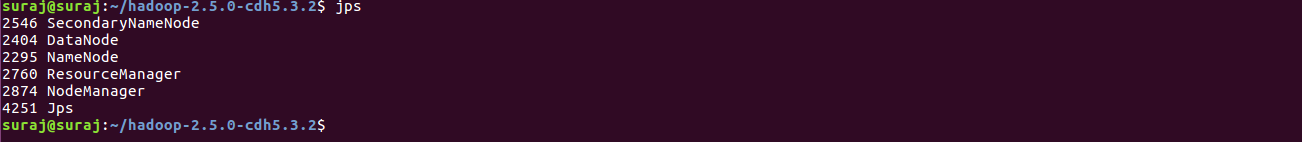 suraj@suraj:~/hadoop-2.5.0-cdh5.3.2$ jps
2546 SecondaryNameNode
2404 DataNode
2295 NameNode
2760 ResourceManager
2874 NodeManager
4251 Jps
suraj@suraj:~/hadoop-2.5.0-cdh5.3.2$